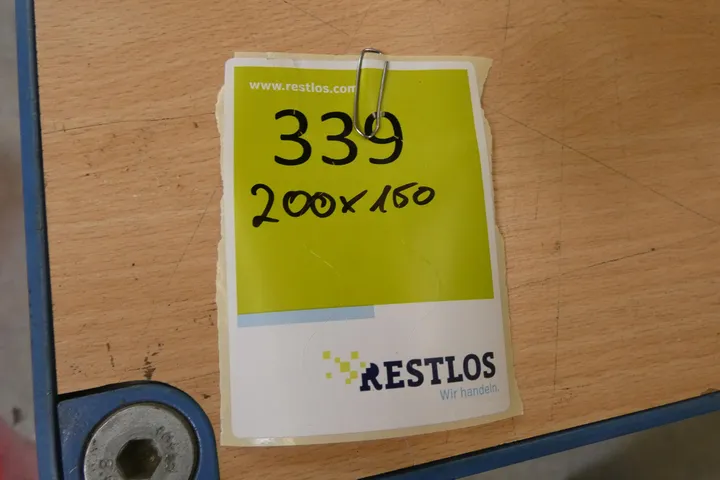 www.restlos.com
339
200x150
RESTLOS
Wir handeln.